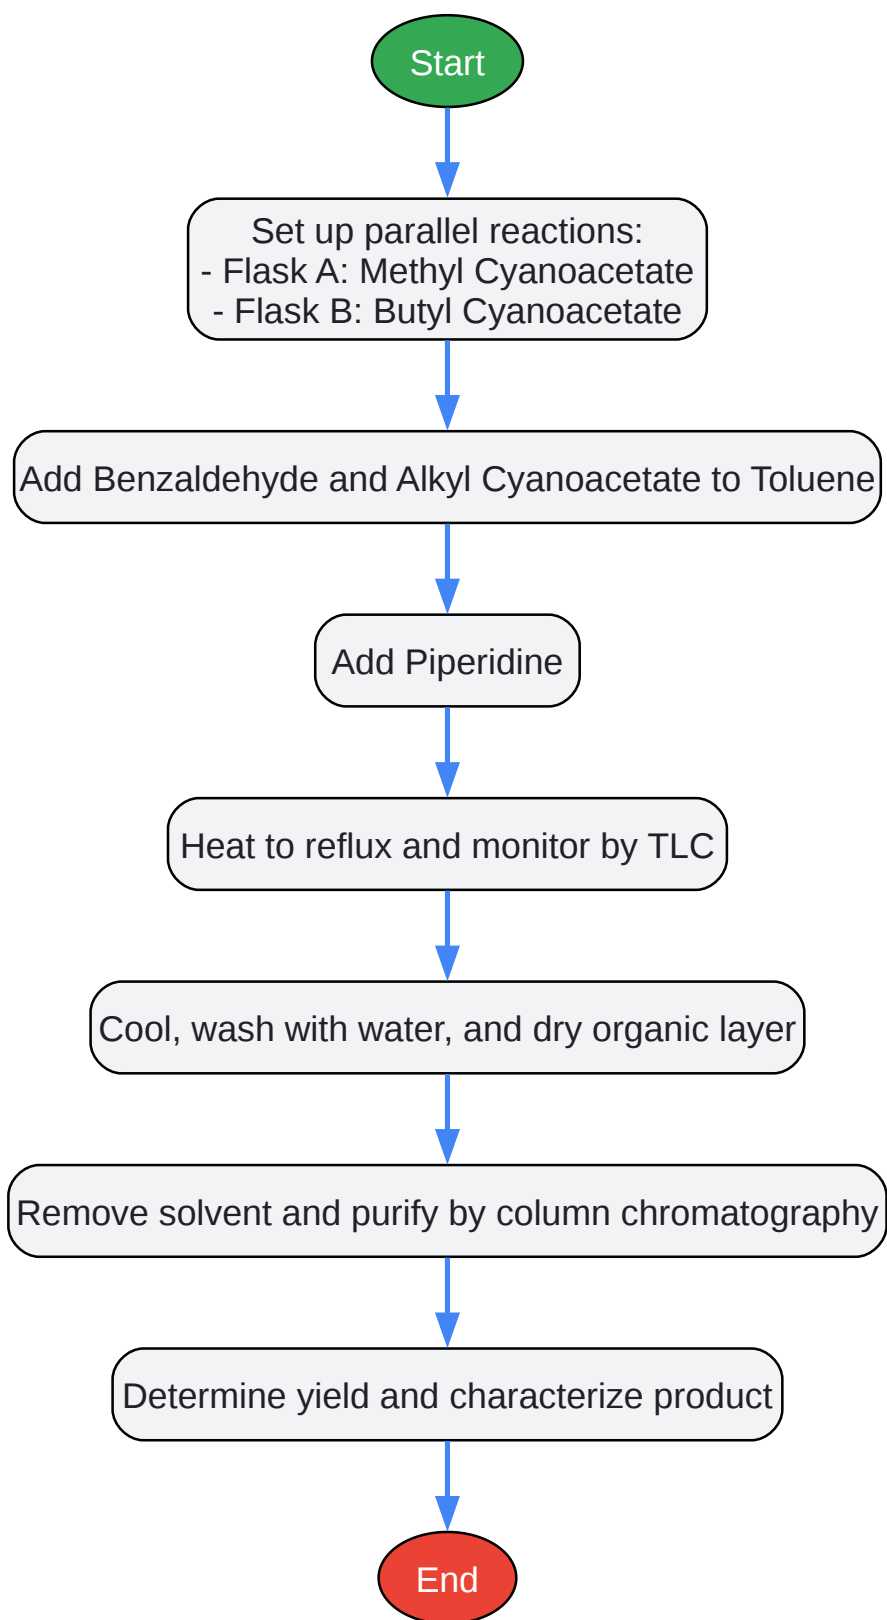 Start
Set up parallel reactions:
- Flask A: Methyl Cyanoacetate
- Flask B: Butyl Cyanoacetate
Add Benzaldehyde and Alkyl Cyanoacetate to Toluene
Add Piperidine
Heat to reflux and monitor by TLC
Cool, wash with water, and dry organic layer
Remove solvent and purify by column chromatography
Determine yield and characterize product
End